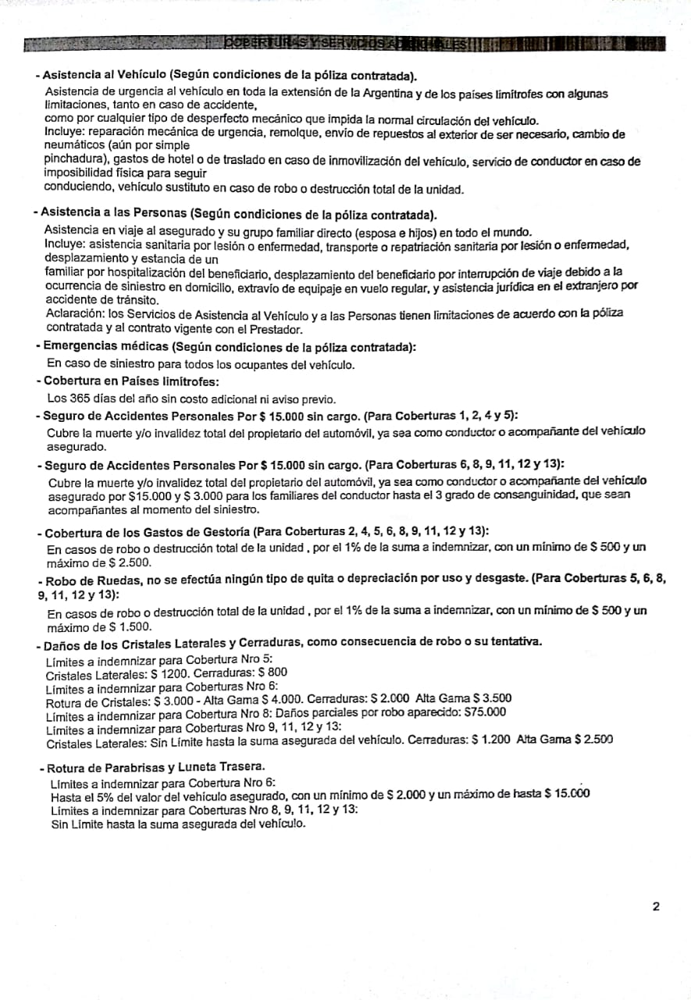 COBERTURAS Y SERVICIOS ADICIONALES
- Asistencia al Vehículo (Según condiciones de la póliza contratada).
Asistencia de urgencia al vehículo en toda la extensión de la Argentina y de los países limítrofes con algunas
limitaciones, tanto en caso de accidente,
como por cualquier tipo de desperfecto mecánico que impida la normal circulación del vehículo.
Incluye: reparación mecánica de urgencia, remolque, envío de repuestos al exterior de ser necesario, cambio de
neumáticos (aún por simple
pinchadura), gastos de hotel o de traslado en caso de inmovilización del vehículo, servicio de conductor en caso de
imposibilidad física para seguir
conduciendo, vehículo sustituto en caso de robo o destrucción total de la unidad.
- Asistencia a las Personas (Según condiciones de la póliza contratada).
Asistencia en viaje al asegurado y su grupo familiar directo (esposa e hijos) en todo el mundo.
Incluye: asistencia sanitaria por lesión o enfermedad, transporte o repatriación sanitaria por lesión o enfermedad,
desplazamiento y estancia de un
familiar por hospitalización del beneficiario, desplazamiento del beneficiario por interrupción de viaje debido a la
ocurrencia de siniestro en domicilio, extravío de equipaje en vuelo regular, y asistencia jurídica en el extranjero por
accidente de tránsito.
Aclaración: los Servicios de Asistencia al Vehículo y a las Personas tienen limitaciones de acuerdo con la póliza
contratada y al contrato vigente con el Prestador.
- Emergencias médicas (Según condiciones de la póliza contratada):
En caso de siniestro para todos los ocupantes del vehículo.
- Cobertura en Países limítrofes:
Los 365 días del año sin costo adicional ni aviso previo.
- Seguro de Accidentes Personales Por $ 15.000 sin cargo. (Para Coberturas 1, 2, 4 y 5):
Cubre la muerte y/o invalidez total del propietario del automóvil, ya sea como conductor o acompañante del vehículo
asegurado.
- Seguro de Accidentes Personales Por $ 15.000 sin cargo. (Para Coberturas 6, 8, 9, 11, 12 y 13):
Cubre la muerte y/o invalidez total del propietario del automóvil, ya sea como conductor o acompañante del vehículo
asegurado por $15.000 y $ 3.000 para los familiares del conductor hasta el 3 grado de consanguinidad, que sean
acompañantes al momento del siniestro.
- Cobertura de los Gastos de Gestoría (Para Coberturas 2, 4, 5, 6, 8, 9, 11, 12 y 13):
En casos de robo o destrucción total de la unidad , por el 1% de la suma a indemnizar, con un mínimo de $ 500 y un
máximo de $ 2.500.
- Robo de Ruedas, no se efectúa ningún tipo de quita o depreciación por uso y desgaste. (Para Coberturas 5, 6, 8,
9, 11, 12 y 13):
En casos de robo o destrucción total de la unidad , por el 1% de la suma a indemnizar, con un mínimo de $ 500 y un
máximo de $ 1.500.
- Daños de los Cristales Laterales y Cerraduras, como consecuencia de robo o su tentativa.
Límites a indemnizar para Cobertura Nro 5:
Cristales Laterales: $ 1200. Cerraduras: $ 800
Límites a indemnizar para Coberturas Nro 6:
Rotura de Cristales: $ 3.000 - Alta Gama $ 4.000. Cerraduras: $ 2.000 Alta Gama $ 3.500
Límites a indemnizar para Cobertura Nro 8: Daños parciales por robo aparecido: $75.000
Límites a indemnizar para Coberturas Nro 9, 11, 12 y 13:
Cristales Laterales: Sin Límite hasta la suma asegurada del vehículo. Cerraduras: $ 1.200 Alta Gama $ 2.500
- Rotura de Parabrisas y Luneta Trasera.
Límites a indemnizar para Cobertura Nro 6:
Hasta el 5% del valor del vehículo asegurado, con un mínimo de $ 2.000 y un máximo de hasta $ 15.000
Límites a indemnizar para Coberturas Nro 8, 9, 11, 12 y 13:
Sin Límite hasta la suma asegurada del vehículo.
2